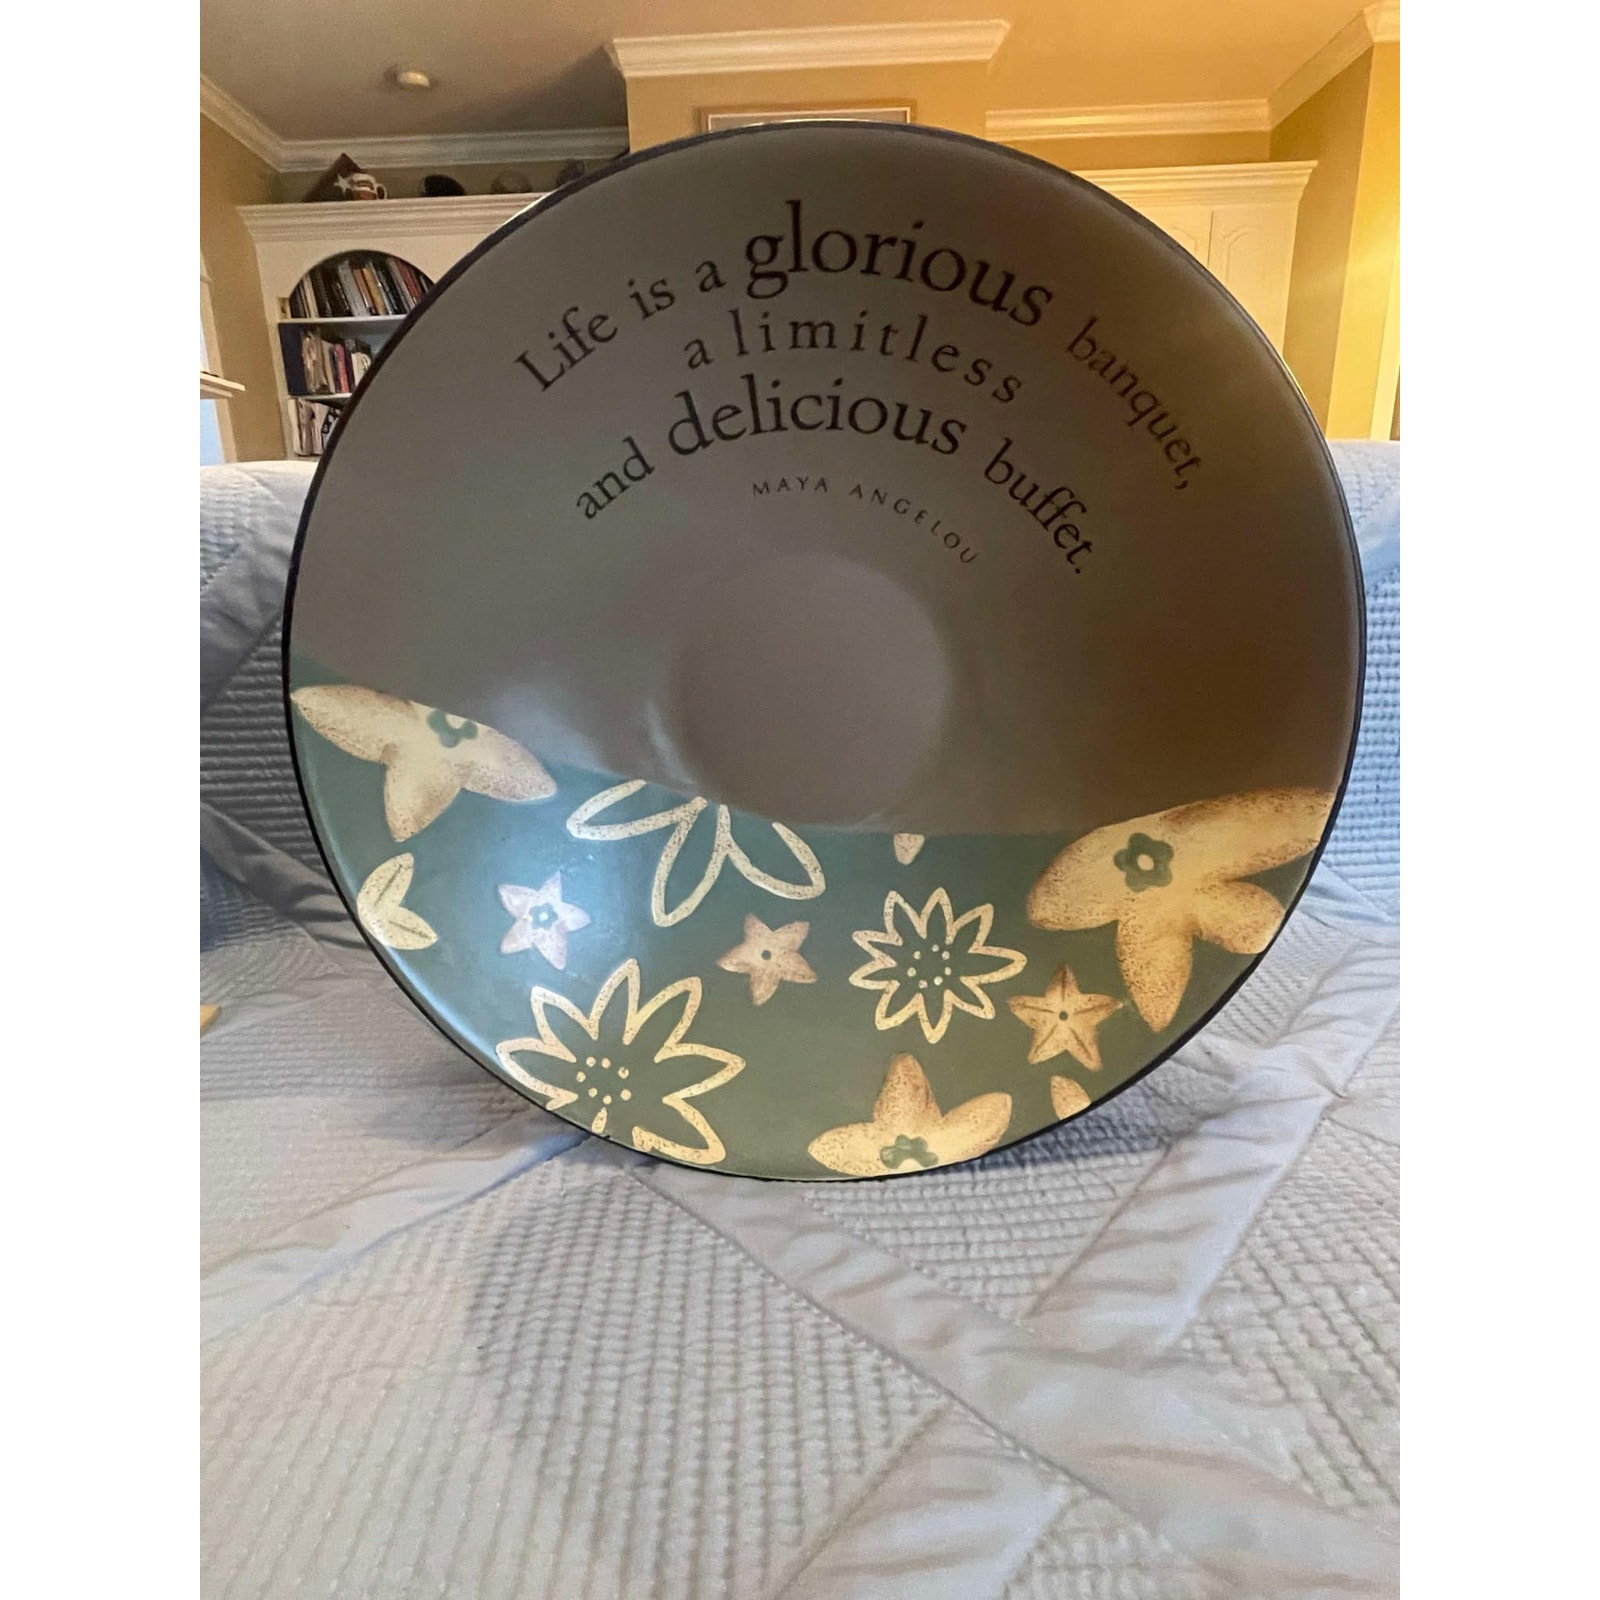 Life is a glorious banquet,
a limitless
and delicious buffet.
MAYA ANGELOU